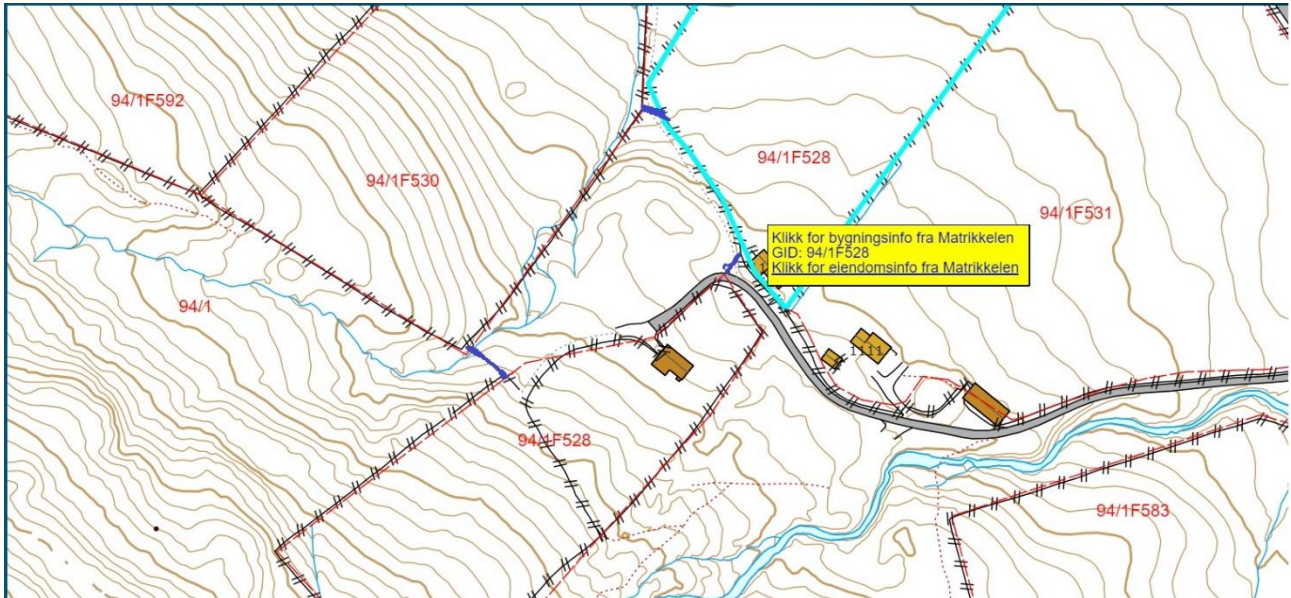 94/1F592
94/1F530
94/1F528
94/1F531
Klikk for bygningsinfo fra Matrikkelen
GID: 94/1F528
Klikk for eiendomsinfo fra Matrikkelen
94/1
1111
94/1F528
94/1F583